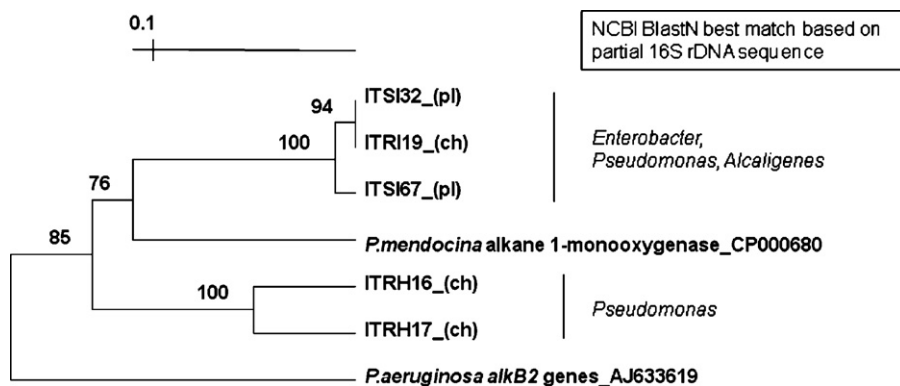 0.1
NCBI BlastN best match based on
partial 16S rDNA sequence
ITSI32_(pl)
94
ITRI19_(ch)
100
Enterobacter,
Pseudomonas, Alcaligenes
ITSI67_(pl)
76
85
P.mendocina alkane 1-monooxygenase_CP000680
ITRH16_(ch)
100
Pseudomonas
ITRH17_(ch)
P.aeruginosa alkB2 genes_AJ633619